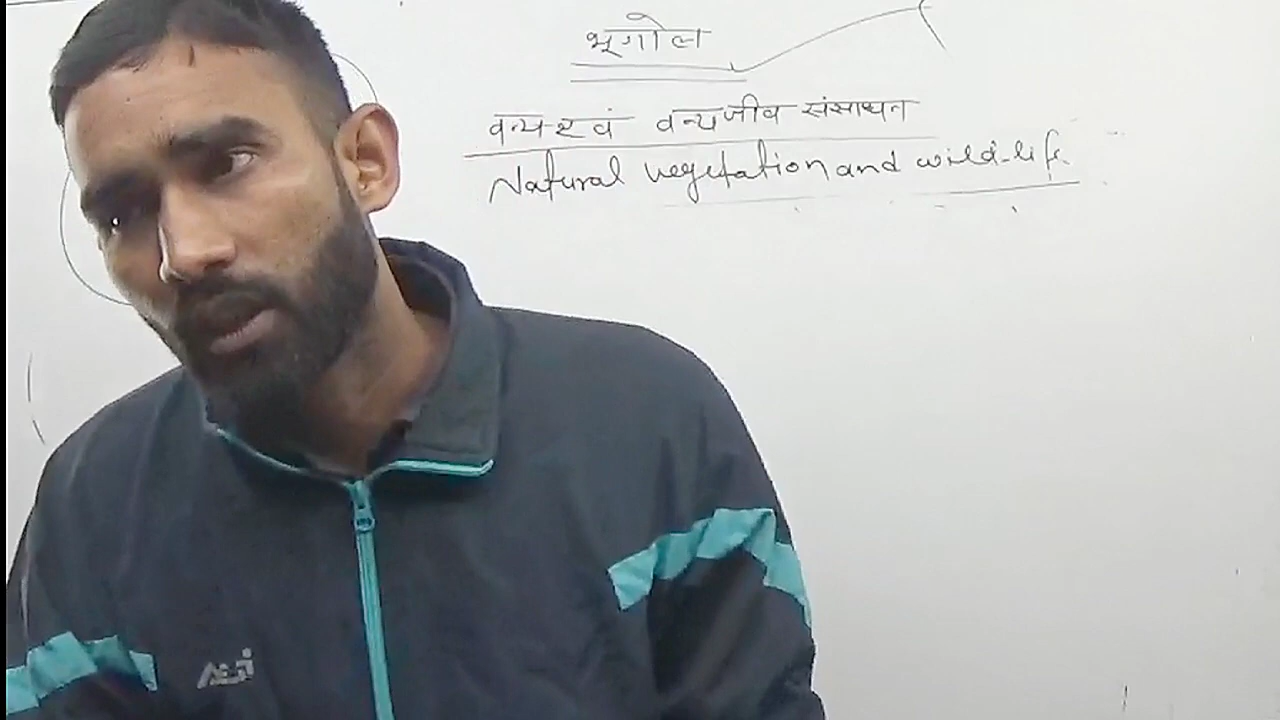 भूगोल
वन्य एवं वन्यजीव संसाधन
Natural vegetation and wild-life